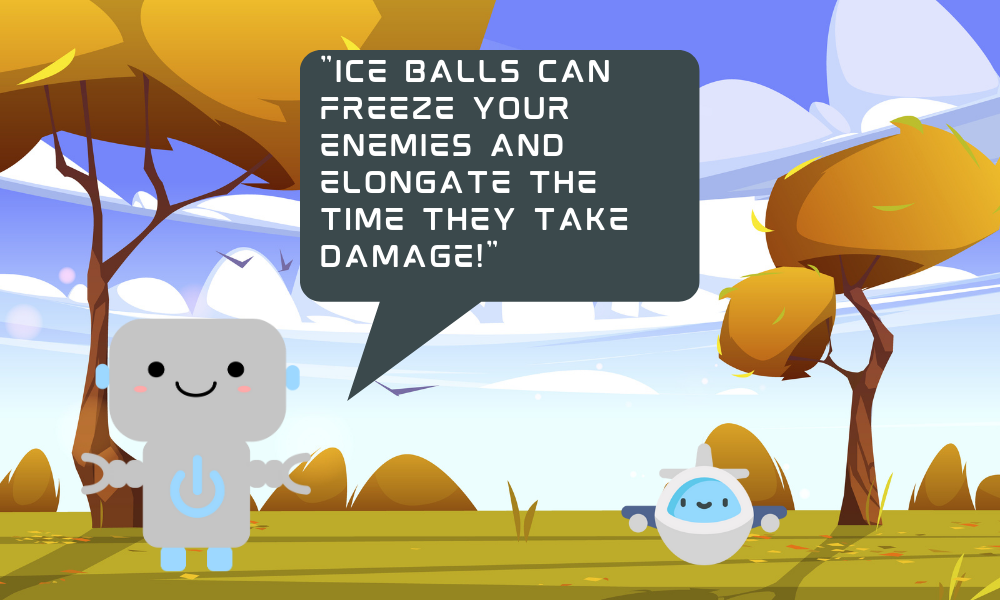 "ICE BALLS CAN
FREEZE YOUR
ENEMIES AND
ELONGATE THE
TIME THEY TAKE
DAMAGE!"